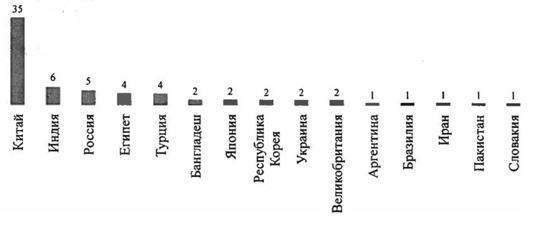 35
6
5
4
4
2
2
2
2
2
1
1
1
1
1
Китай
Индия
Россия
Египет
Турция
Бангладеш
Япония
Республика
Корея
Украина
Великобритания
Аргентина
Бразилия
Иран
Пакистан
Словакия